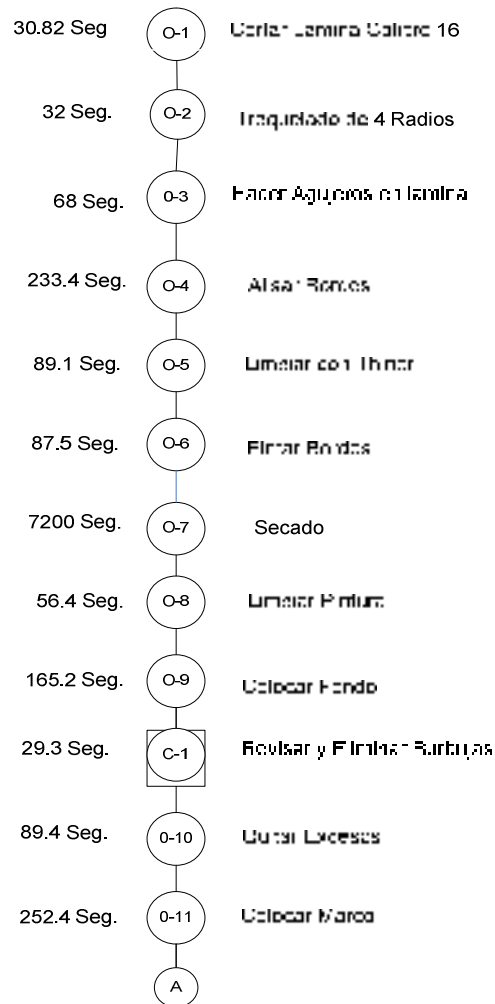 30.82 Seg O-1 Cortar Lamina Calibre 16
32 Seg. O-2 Troquelado de 4 Radios
68 Seg. 0-3 Hacer Agujeros en lamina
233.4 Seg. O-4 Alisar Bordes
89.1 Seg. O-5 Limpiar con Thiner
87.5 Seg. O-6 Pintar Bordos
7200 Seg. O-7 Secado
56.4 Seg. O-8 Limpiar Pintura
165.2 Seg. O-9 Colocar Fondo
29.3 Seg. C-1 Revisar y Eliminar Burbujas
89.4 Seg. 0-10 Quitar Excesos
252.4 Seg. 0-11 Colocar Marco
A